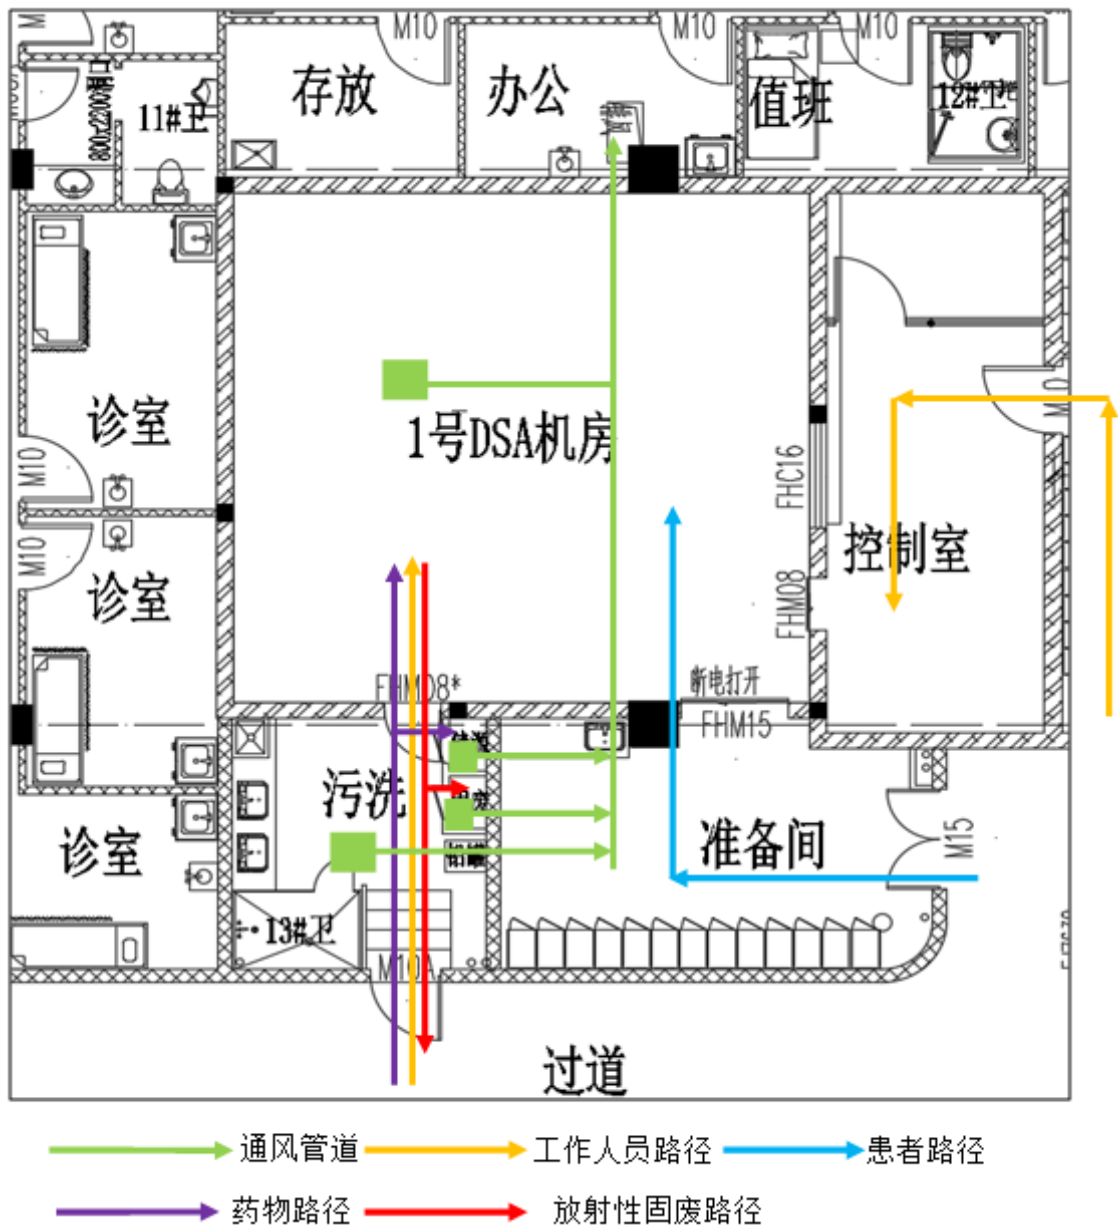 M10
M10
M10
存放
办公
值班
11#卫
12#卫
诊室
1号DSA机房
M10
FHC16
M10
控制室
诊室
FHM08
断电打开
FHM08*
FHM15
污洗
诊室
准备间
M15
铅罐
13#卫
M10A
过道
通风管道
工作人员路径
患者路径
药物路径
放射性固废路径